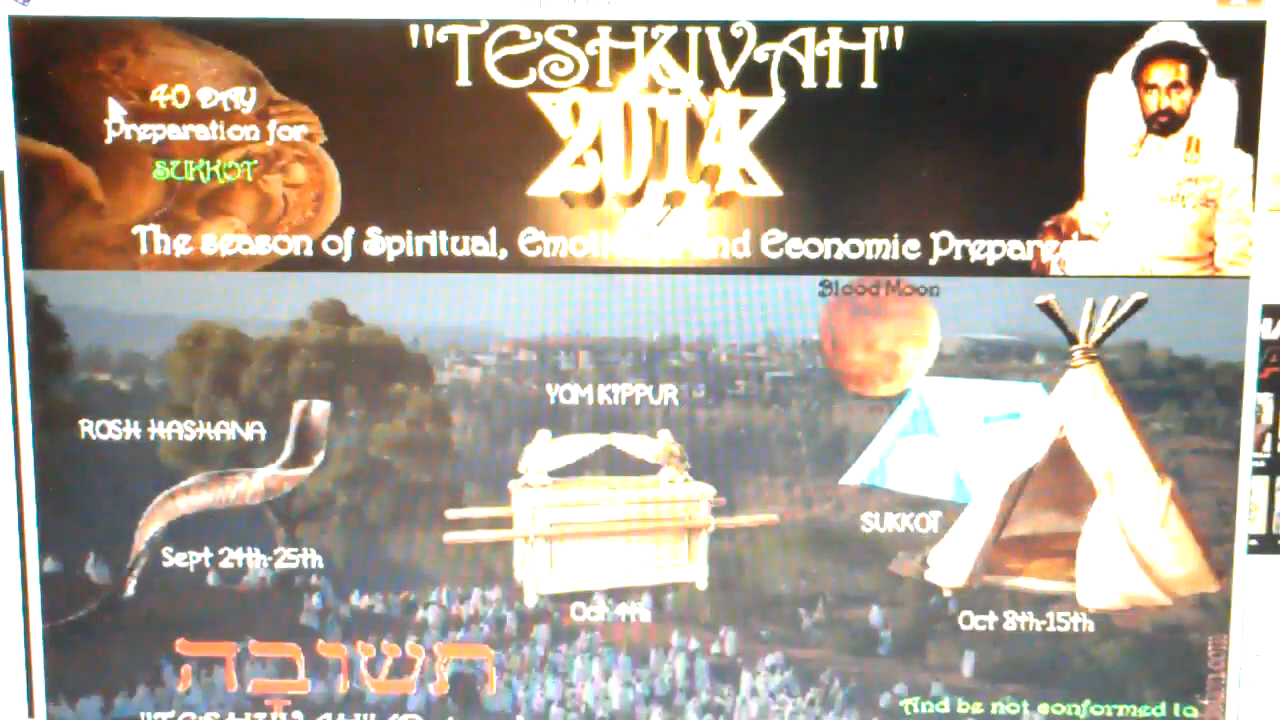 "TESHUVAH"
2014
40 DAY
Preparation for
SUKKOT
The season of Spiritual, and Economic
Blood Moon
YOM KIPPUR
ROSH HASHANA
SUKKOT
Sept 24th-25th
Oct 4th
Oct 8th-15th
תשובה
And be not conformed to